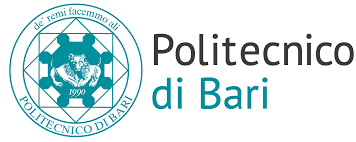 de' remi facemmo ali
1990
POLITECNICO DI BARI
Politecnico
di Bari